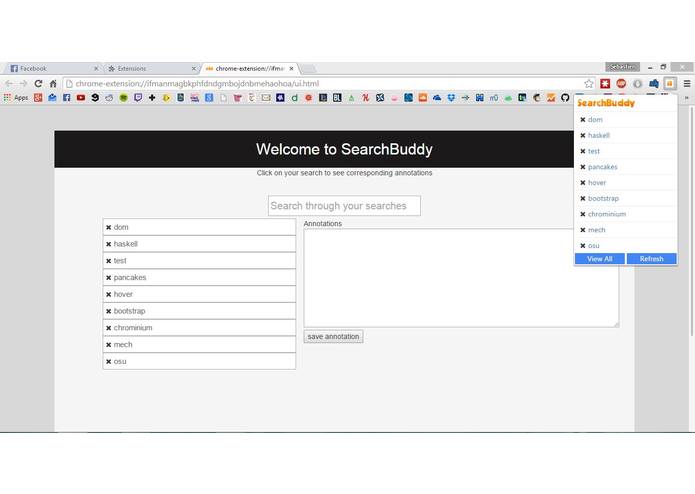 Facebook
Extensions
chrome-extension://ifma
Sébastien
chrome-extension://ifmanmagbkphfdndgmbojdnbmehaohoa/ui.html
Apps
SearchBuddy
dom
haskell
test
pancakes
hover
bootstrap
chrominium
mech
osu
View All
Refresh
Welcome to SearchBuddy
Click on your search to see corresponding annotations
Search through your searches
dom
haskell
test
pancakes
hover
bootstrap
chrominium
mech
osu
Annotations
save annotation